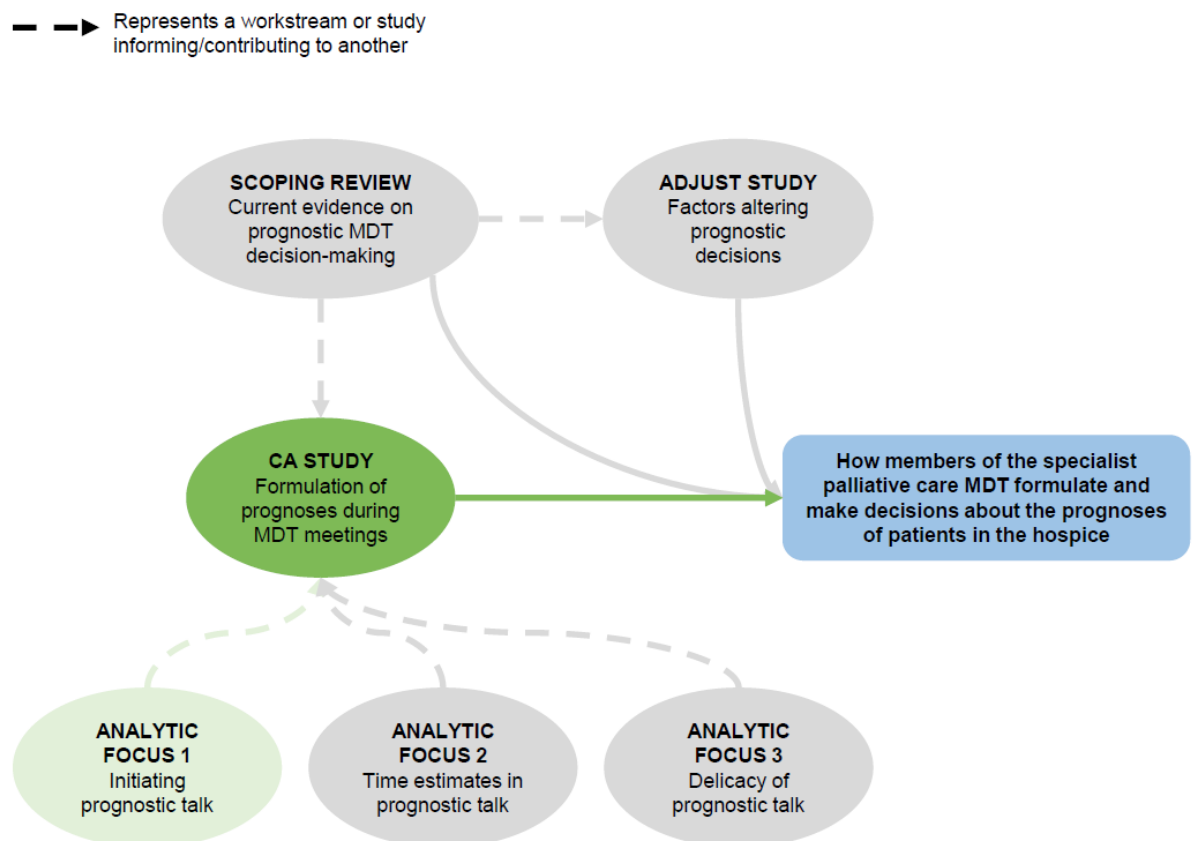 Represents a workstream or study
informing/contributing to another
SCOPING REVIEW
Current evidence on
prognostic MDT
decision-making
ADJUST STUDY
Factors altering
prognostic
decisions
CA STUDY
Formulation of
prognoses during
MDT meetings
How members of the specialist
palliative care MDT formulate and
make decisions about the prognoses
of patients in the hospice
ANALYTIC
FOCUS 1
Initiating
prognostic talk
ANALYTIC
FOCUS 2
Time estimates in
prognostic talk
ANALYTIC
FOCUS 3
Delicacy of
prognostic talk